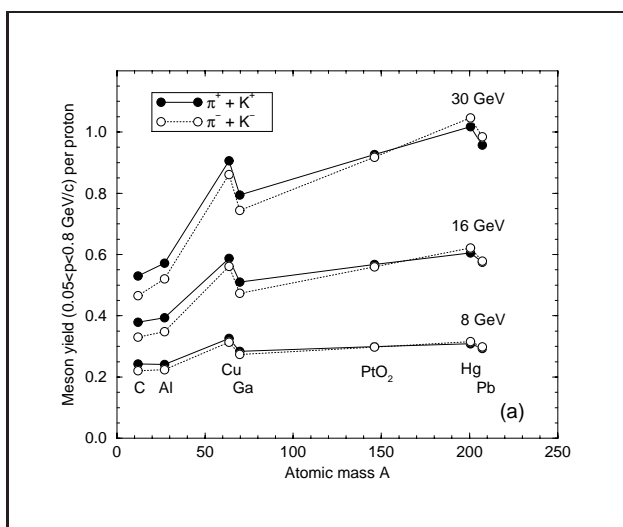 π⁺ + K⁺
π⁻ + K⁻
30 GeV
16 GeV
8 GeV
C Al Cu Ga PtO₂ Hg Pb
(a)
Meson yield (0.05<p<0.8 GeV/c) per proton
0.0
0.2
0.4
0.6
0.8
1.0
0 50 100 150 200 250
Atomic mass A